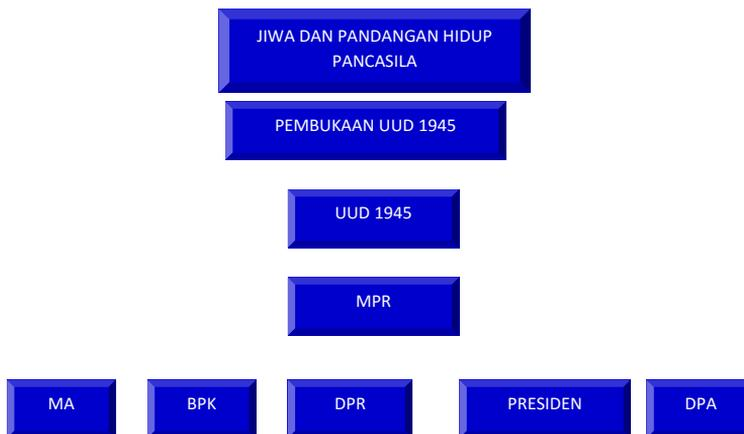 JIWA DAN PANDANGAN HIDUP
PANCASILA
PEMBUKAAN UUD 1945
UUD 1945
MPR
MA
BPK
DPR
PRESIDEN
DPA